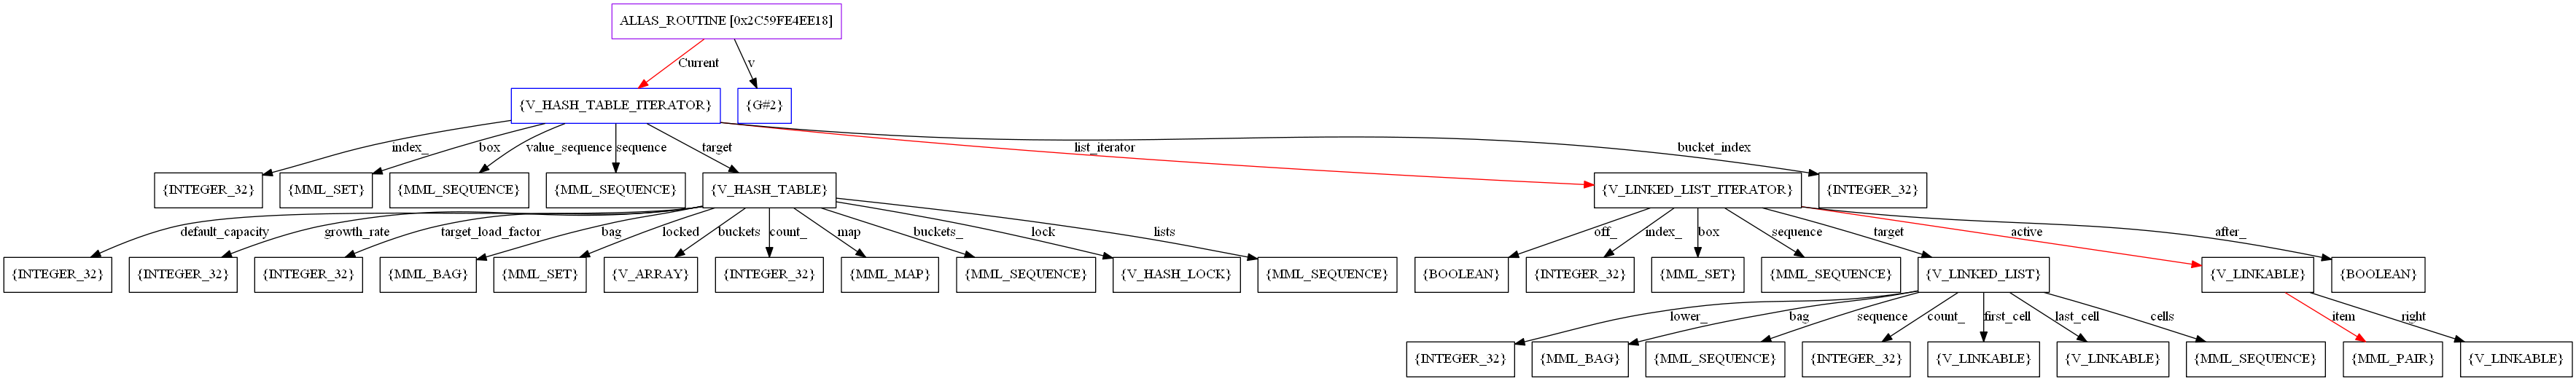 ALIAS_ROUTINE [0x2C59FE4EE18]
Current
v
{V_HASH_TABLE_ITERATOR}
{G#2}
index_
box
value_sequence
sequence
target
list_iterator
bucket_index
{INTEGER_32}
{MML_SET}
{MML_SEQUENCE}
{MML_SEQUENCE}
{V_HASH_TABLE}
{V_LINKED_LIST_ITERATOR}
{INTEGER_32}
default_capacity
growth_rate
target_load_factor
bag
locked
buckets
count_
map
buckets_
lock
lists
off_
index_
box
sequence
target
active
after_
{INTEGER_32}
{INTEGER_32}
{INTEGER_32}
{MML_BAG}
{MML_SET}
{V_ARRAY}
{INTEGER_32}
{MML_MAP}
{MML_SEQUENCE}
{V_HASH_LOCK}
{MML_SEQUENCE}
{BOOLEAN}
{INTEGER_32}
{MML_SET}
{MML_SEQUENCE}
{V_LINKED_LIST}
{V_LINKABLE}
{BOOLEAN}
lower_
bag
sequence
count_
first_cell
last_cell
cells
item
right
{INTEGER_32}
{MML_BAG}
{MML_SEQUENCE}
{INTEGER_32}
{V_LINKABLE}
{V_LINKABLE}
{MML_SEQUENCE}
{MML_PAIR}
{V_LINKABLE}